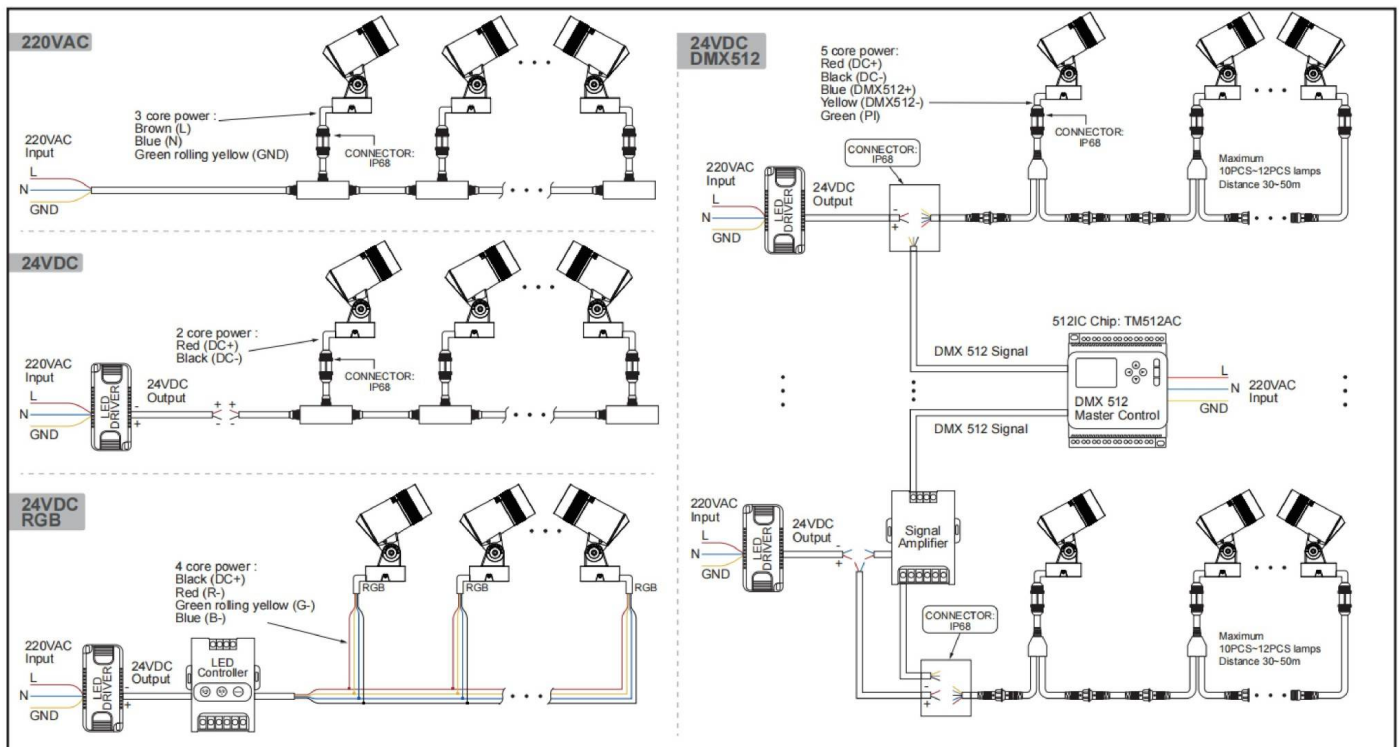 220VAC
3 core power :
Brown (L)
Blue (N)
Green rolling yellow (GND)
CONNECTOR:
IP68
220VAC
Input
L
N
GND
24VDC
2 core power :
Red (DC+)
Black (DC-)
CONNECTOR:
IP68
220VAC
Input
L
N
GND
LED
DRIVER
-
+
24VDC
Output
+ +
- -
24VDC
RGB
4 core power :
Black (DC+)
Red (R-)
Green rolling yellow (G-)
Blue (B-)
RGB
RGB
RGB
220VAC
Input
L
N
GND
LED
DRIVER
-
+
24VDC
Output
LED
Controller
24VDC
DMX512
5 core power:
Red (DC+)
Black (DC-)
Blue (DMX512+)
Yellow (DMX512-)
Green (PI)
CONNECTOR:
IP68
CONNECTOR:
IP68
Maximum
10PCS~12PCS lamps
Distance 30~50m
220VAC
Input
L
N
GND
LED
DRIVER
24VDC
Output
-
+
512IC Chip: TM512AC
DMX 512 Signal
DMX 512
Master Control
L
N
GND
220VAC
Input
DMX 512 Signal
220VAC
Input
L
N
GND
LED
DRIVER
24VDC
Output
-
+
Signal
Amplifier
CONNECTOR:
IP68
-
+
Maximum
10PCS~12PCS lamps
Distance 30~50m